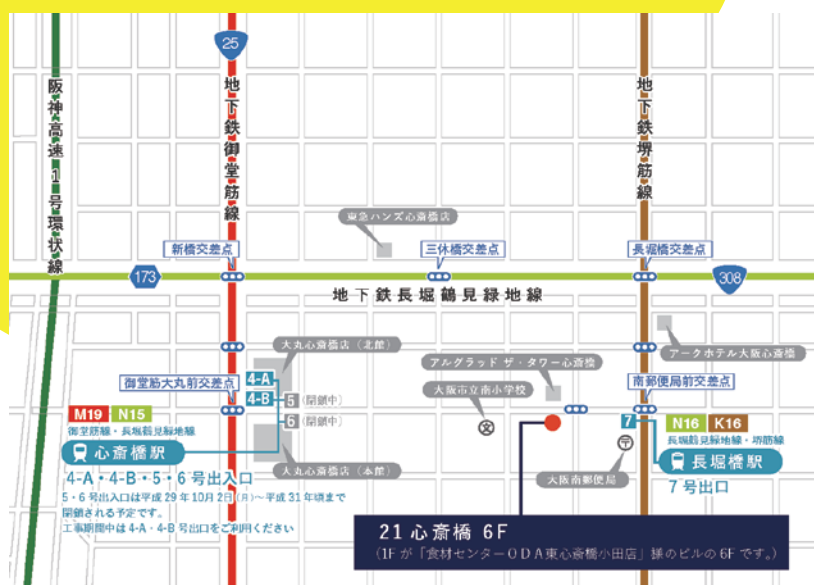 25
阪神高速1号環状線
地下鉄御堂筋線
地下鉄堺筋線
東急ハンズ心斎橋店
新橋交差点
三休橋交差点
長堀橋交差点
173
308
地下鉄長堀鶴見緑地線
大丸心斎橋店（北館）
アルグラッド ザ・タワー心斎橋
アークホテル大阪心斎橋
御堂筋大丸前交差点
4-A
4-B
5（閉鎖中）
6（閉鎖中）
大阪市立南小学校
文
南郵便局前交差点
7
M19 N15
御堂筋線・長堀鶴見緑地線
心斎橋駅
4-A・4-B・5・6号出入口
5・6号出入口は平成29年10月2日(月)～平成31年頃まで
閉鎖される予定です。
工事期間中は4-A・4-B号出口をご利用ください
大丸心斎橋店（本館）
〒
大阪南郵便局
N16 K16
長堀鶴見緑地線・堺筋線
長堀橋駅
7号出口
21心斎橋 6F
（1Fが「食材センターODA東心斎橋小田店」様のビルの6Fです。）